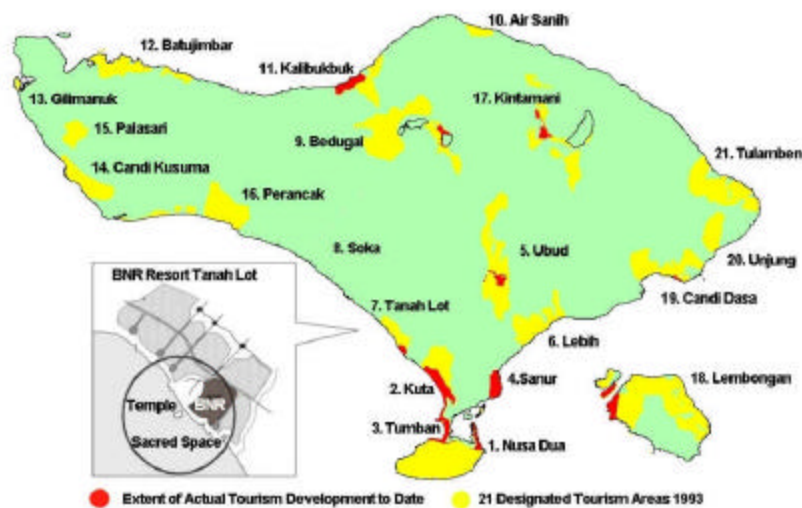 10. Air Sanih
12. Batujimbar
11. Kalibukbuk
13. Gilimanuk
17. Kintamani
15. Palasari
9. Bedugal
21. Tulamben
14. Candi Kusuma
16. Perancak
8. Soka
5. Ubud
20. Unjung
BNR Resort Tanah Lot
19. Candi Dasa
7. Tanah Lot
6. Lebih
2. Kuta
4.Sanur
18. Lembongan
Temple
BNR
3. Tumban
Sacred Space
1. Nusa Dua
Extent of Actual Tourism Development to Date
21 Designated Tourism Areas 1993